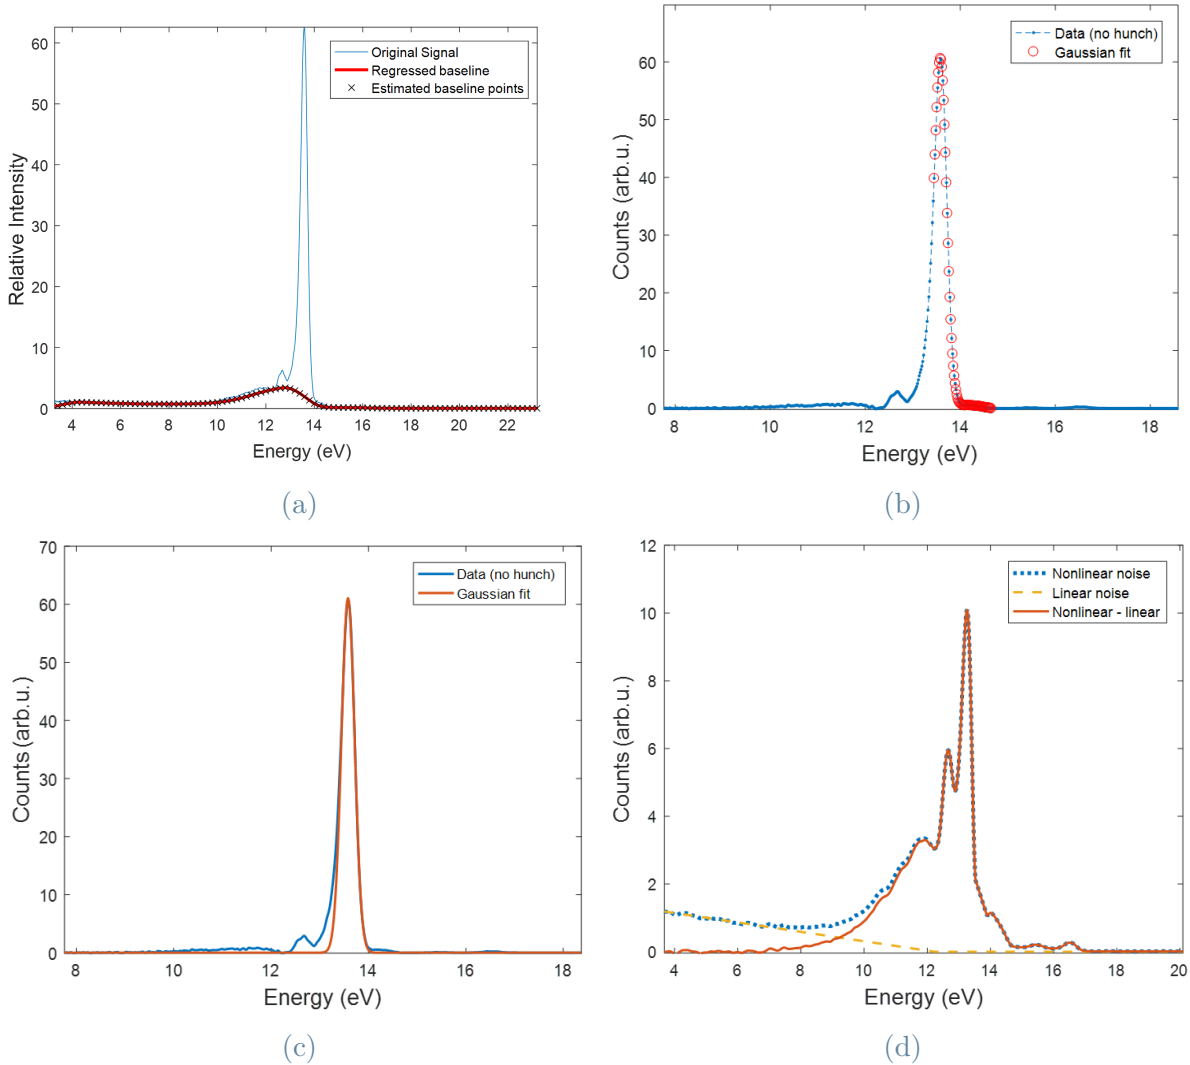 60
50
40
30
20
10
0
4
6
8
10
12
14
16
18
20
22
Relative Intensity
Energy (eV)
Original Signal
Regressed baseline
Estimated baseline points
(a)
60
50
40
30
20
10
0
8
10
12
14
16
18
Counts (arb.u.)
Energy (eV)
Data (no hunch)
Gaussian fit
(b)
70
60
50
40
30
20
10
0
8
10
12
14
16
18
Counts (arb.u.)
Energy (eV)
Data (no hunch)
Gaussian fit
(c)
12
10
8
6
4
2
0
4
6
8
10
12
14
16
18
20
Counts (arb.u.)
Energy (eV)
Nonlinear noise
Linear noise
Nonlinear - linear
(d)